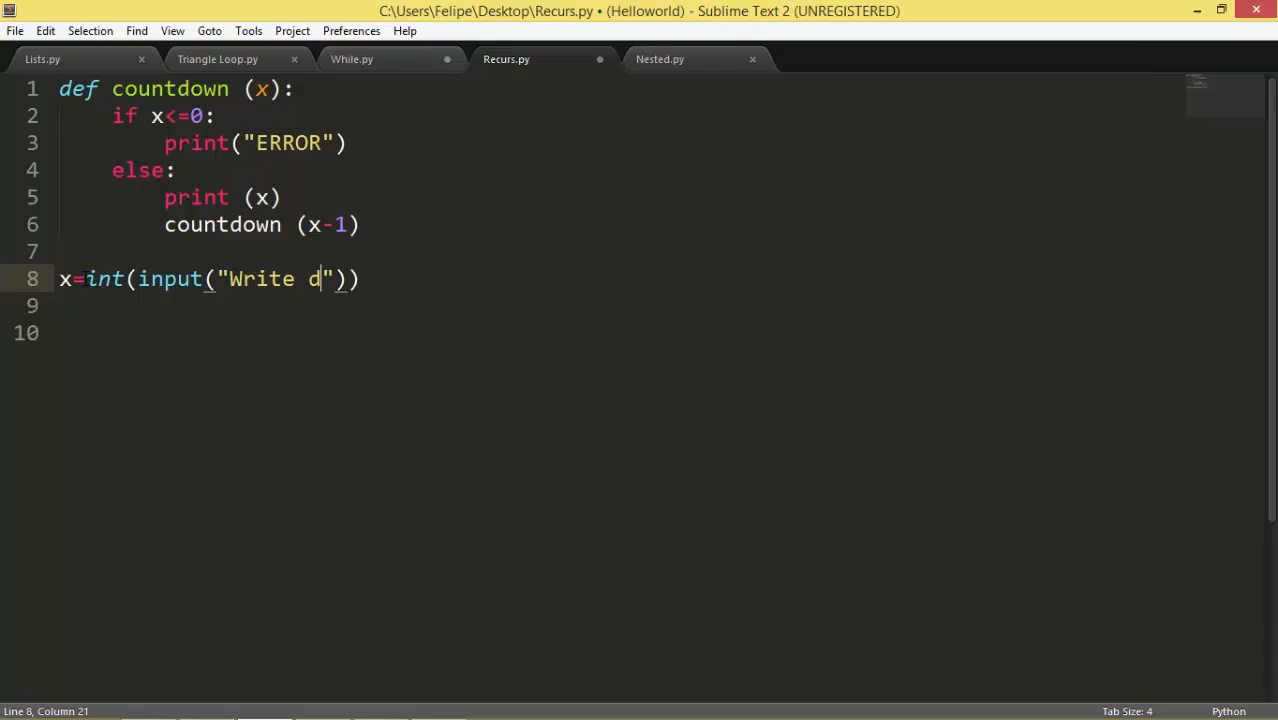 C:\Users\Felipe\Desktop\Recurs.py • (Helloworld) - Sublime Text 2 (UNREGISTERED)
File Edit Selection Find View Goto Tools Project Preferences Help
Lists.py Triangle Loop.py While.py Recurs.py Nested.py
1 def countdown (x):
2 if x<=0:
3 print("ERROR")
4 else:
5 print (x)
6 countdown (x-1)
7
8 x=int(input("Write d"))
9
10
Line 8, Column 21 Tab Size: 4 Python